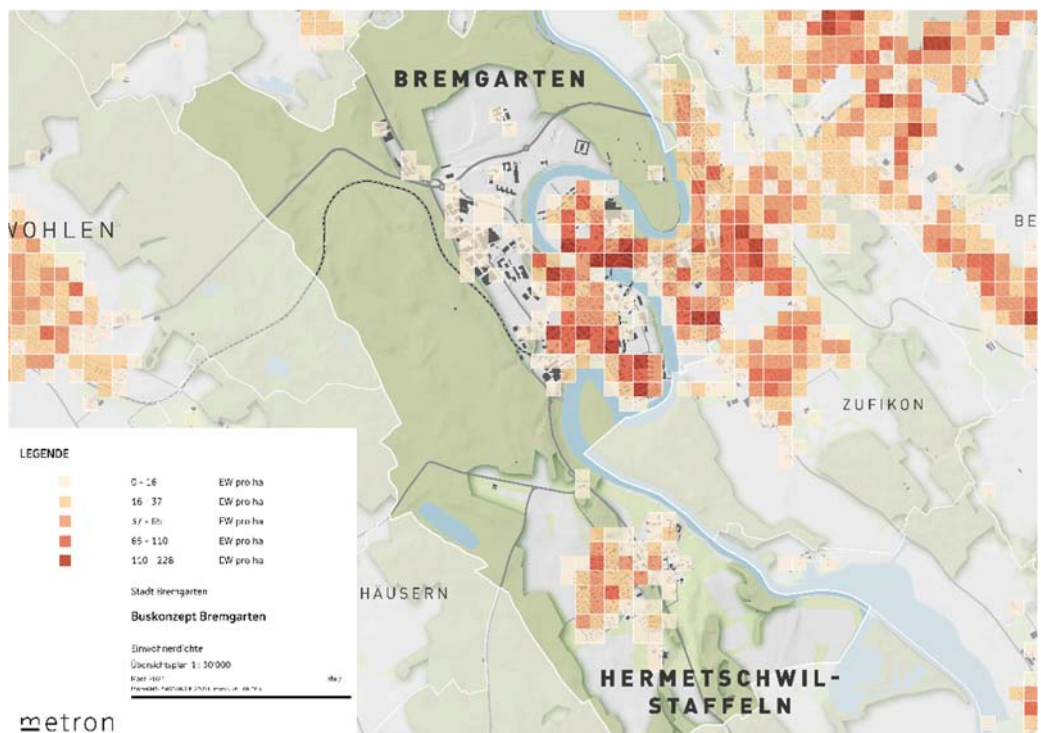 BREMGARTEN
WOHLEN
BE
ZUFIKON
HÄUSERN
HERMETSCHWIL-
STAFFELN
LEGENDE
0 - 16 EW pro ha
16 - 37 EW pro ha
37 - 65 EW pro ha
65 - 110 EW pro ha
110 - 228 EW pro ha
Stadt Bremgarten
Buskonzept Bremgarten
Einwohnerdichte
Übersichtsplan 1 : 30'000
metron